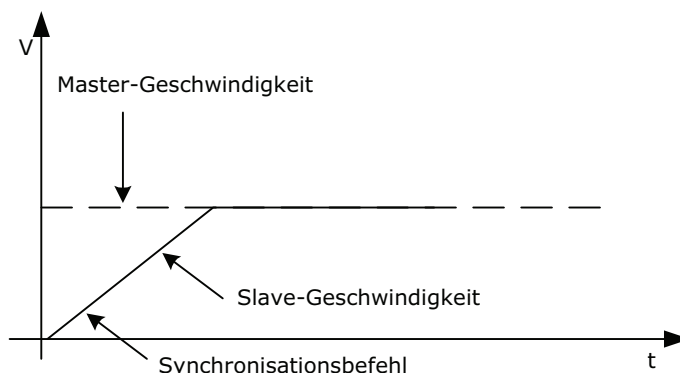 V
Master-Geschwindigkeit
Slave-Geschwindigkeit
Synchronisationsbefehl
t